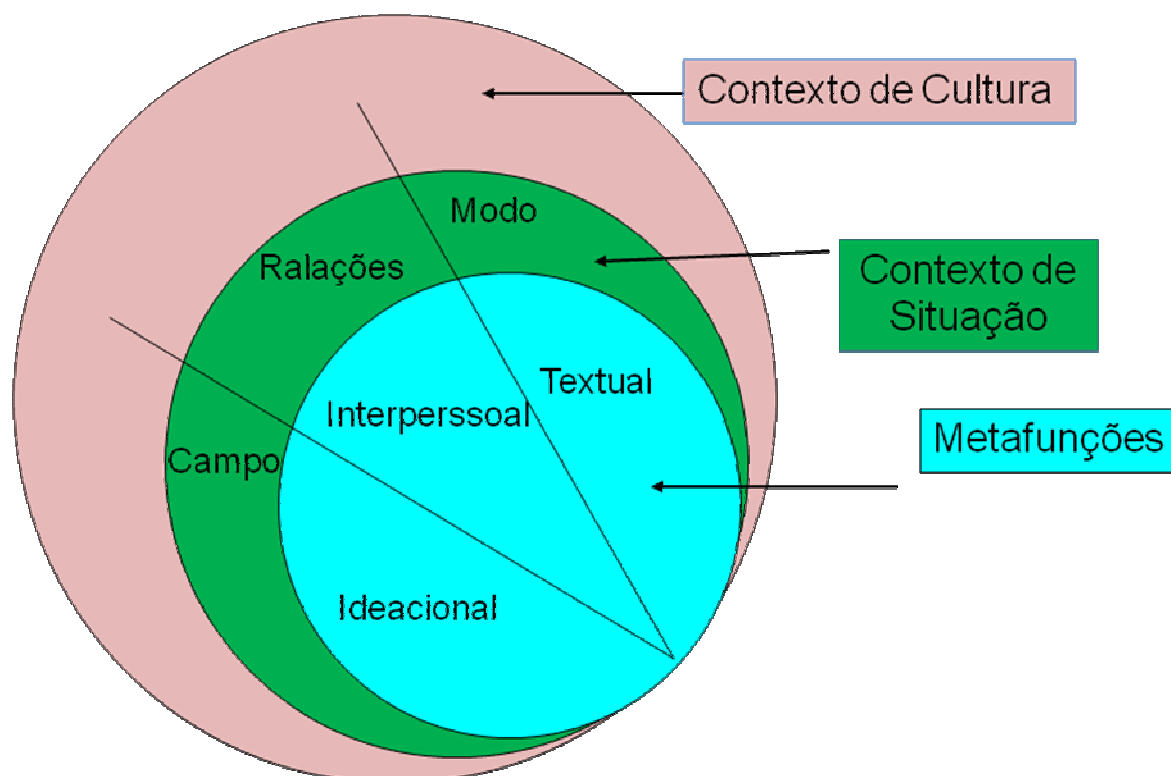 Contexto de Cultura
Modo
Ralações
Contexto de
Situação
Textual
Interperssoal
Metafunções
Campo
Ideacional